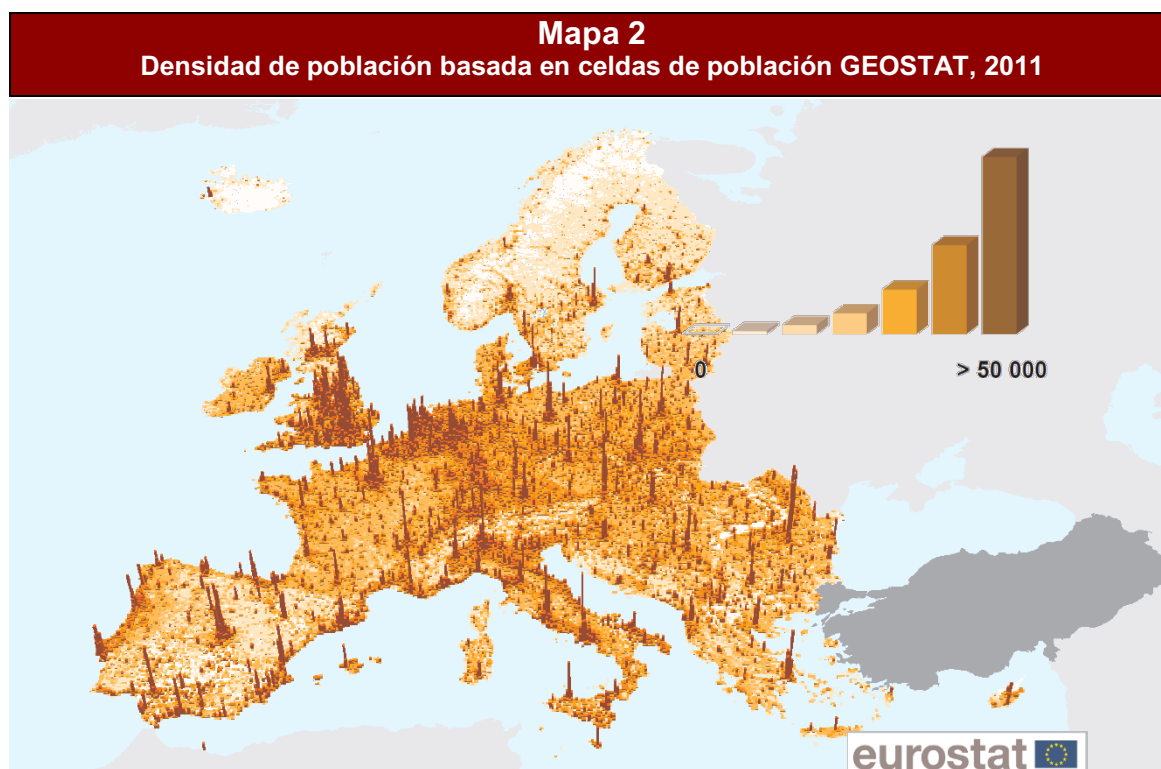 Mapa 2
Densidad de población basada en celdas de población GEOSTAT, 2011
0
> 50 000
eurostat